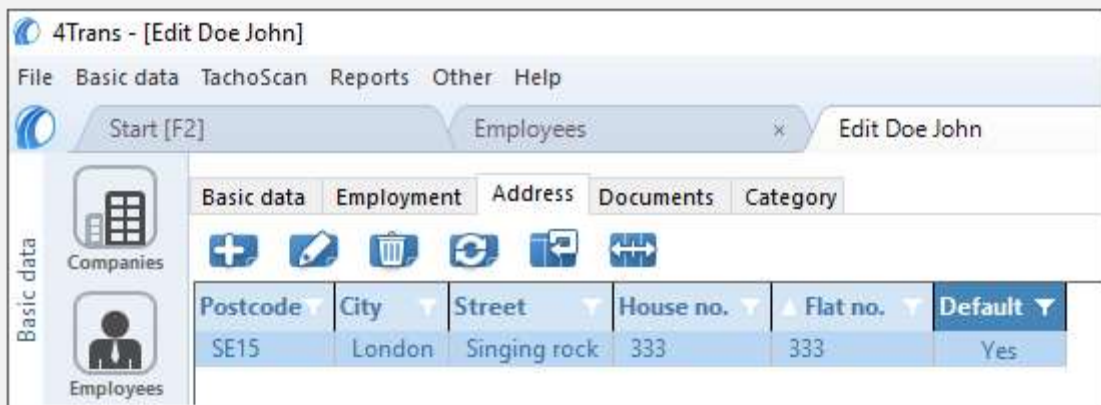 4Trans - [Edit Doe John]
File Basic data TachoScan Reports Other Help
Start [F2] Employees × Edit Doe John
Basic data Employment Address Documents Category
Basic data
Companies
Postcode City Street House no. Flat no. Default
SE15 London Singing rock 333 333 Yes
Employees